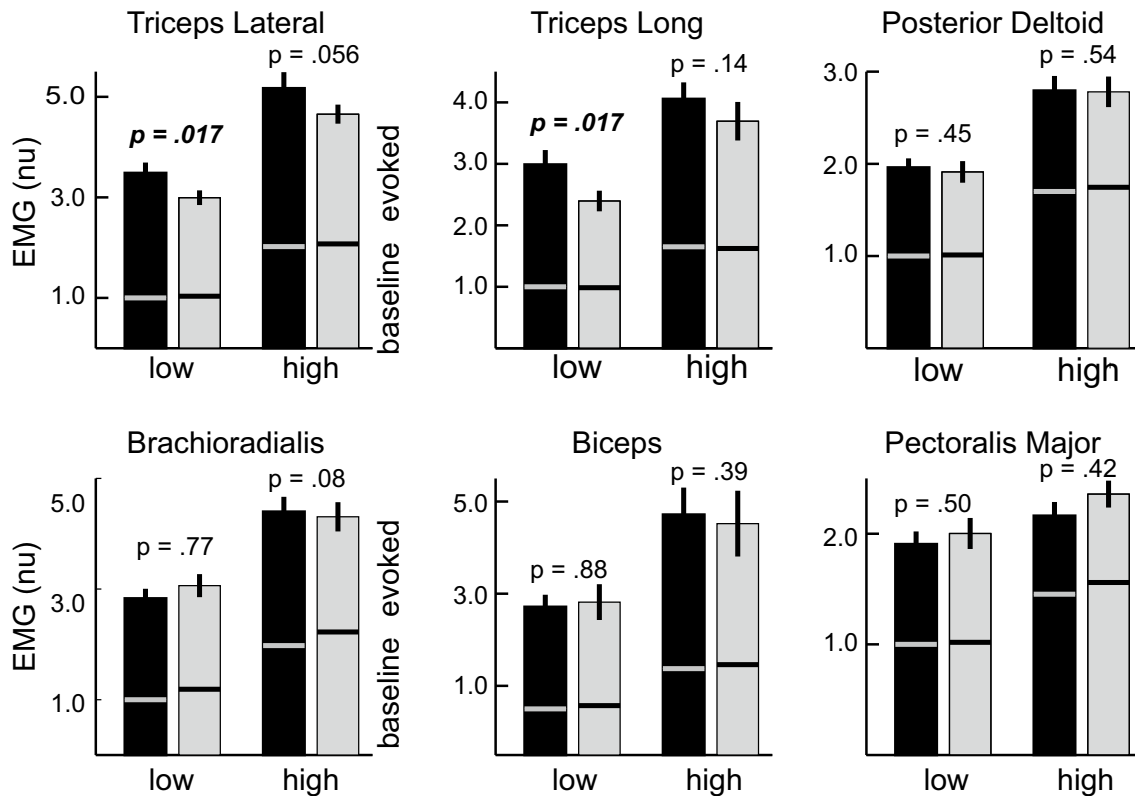 Triceps Lateral
EMG (nu)
5.0
3.0
1.0
p = .017
p = .056
low
high
baseline evoked
Triceps Long
4.0
3.0
2.0
1.0
p = .017
p = .14
low
high
Posterior Deltoid
3.0
2.0
1.0
p = .45
p = .54
low
high
Brachioradialis
EMG (nu)
5.0
3.0
1.0
p = .77
p = .08
low
high
baseline evoked
Biceps
5.0
3.0
1.0
p = .88
p = .39
low
high
Pectoralis Major
2.0
1.0
p = .50
p = .42
low
high